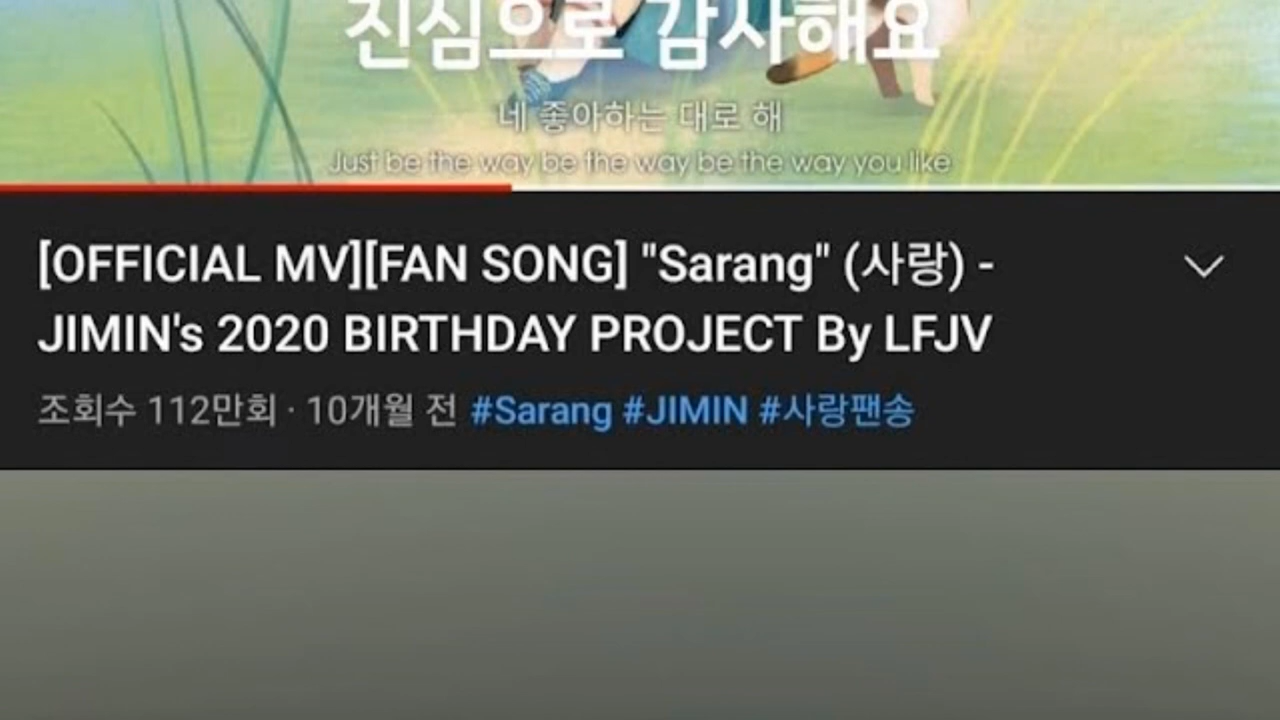 진심으로 감사해요
네 좋아하는 대로 해
Just be the way be the way be the way you like
[OFFICIAL MV][FAN SONG] "Sarang" (사랑) -
JIMIN's 2020 BIRTHDAY PROJECT By LFJV
조회수 112만회 · 10개월 전 #Sarang #JIMIN #사랑팬송